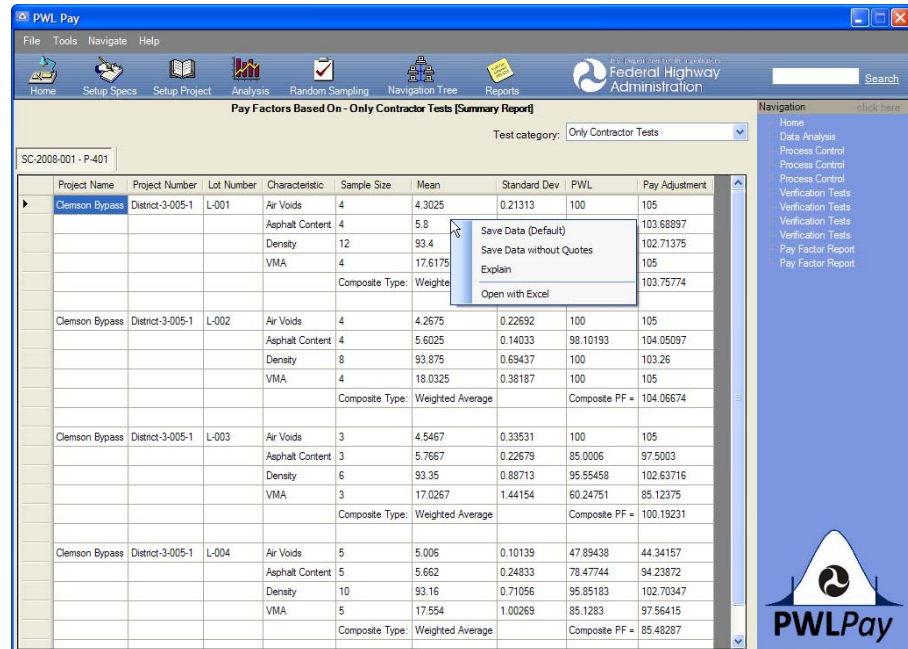 PWL Pay
File Tools Navigate Help
Home Setup Specs Setup Project Analysis Random Sampling Navigation Tree Reports
Federal Highway
Administration
Search
Pay Factors Based On - Only Contractor Tests [Summary Report]
Test category: Only Contractor Tests
SC-2008-001 - P-401
Project Name Project Number Lot Number Characteristic Sample Size Mean Standard Dev PWL Pay Adjustment
Clemson Bypass District-3-005-1 L-001 Air Voids 4 4.3025 0.21313 100 105
Asphalt Content 4 5.8 103.68897
Density 12 93.4 102.71375
VMA 4 17.6175 105
Composite Type: Weighte 103.75774
Save Data (Default)
Save Data without Quotes
Explain
Open with Excel
Clemson Bypass District-3-005-1 L-002 Air Voids 4 4.2675 0.22692 100 105
Asphalt Content 4 5.6025 0.14033 98.10193 104.05097
Density 8 93.875 0.69437 100 103.26
VMA 4 18.0325 0.38187 100 105
Composite Type: Weighted Average Composite PF = 104.06674
Clemson Bypass District-3-005-1 L-003 Air Voids 3 4.5467 0.33531 100 105
Asphalt Content 3 5.7667 0.22679 85.0006 97.5003
Density 6 93.35 0.88713 95.55458 102.63716
VMA 3 17.0267 1.44154 60.24751 85.12375
Composite Type: Weighted Average Composite PF = 100.19231
Clemson Bypass District-3-005-1 L-004 Air Voids 5 5.006 0.10139 47.89438 44.34157
Asphalt Content 5 5.662 0.24833 78.47744 94.23872
Density 10 93.16 0.71056 95.85183 102.70347
VMA 5 17.554 1.00269 85.1283 97.56415
Composite Type: Weighted Average Composite PF = 85.48287
Navigation click here
Home
Data Analysis
Process Control
Process Control
Process Control
Verification Tests
Verification Tests
Verification Tests
Verification Tests
Pay Factor Report
Pay Factor Report
PWLPay